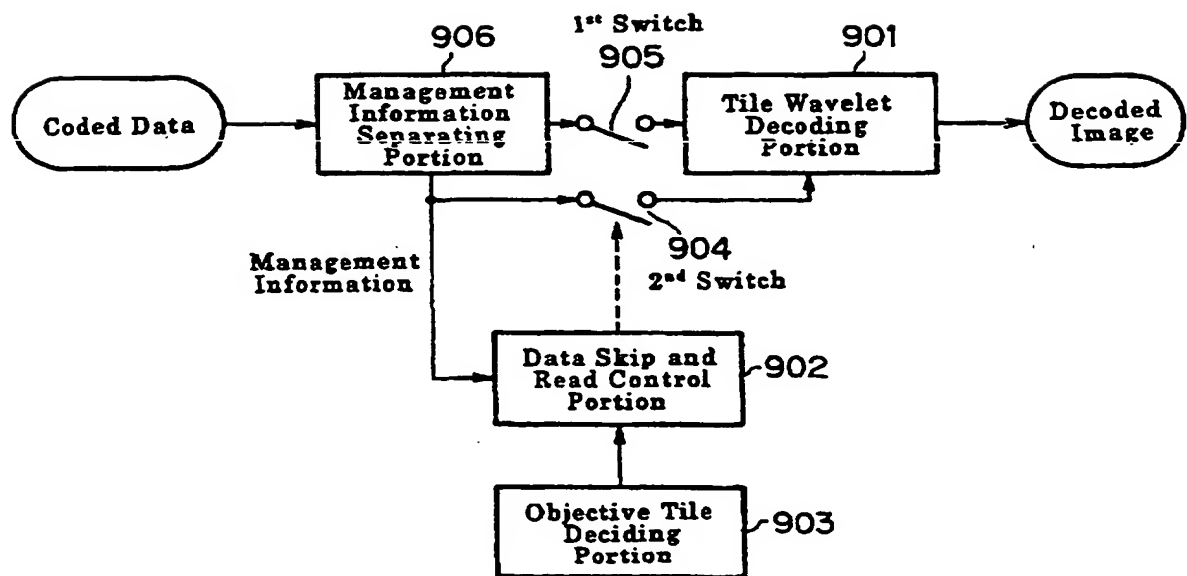 1st Switch
906
905
901
Coded Data
Management
Information
Separating
Portion
Tile Wavelet
Decoding
Portion
Decoded
Image
904
2nd Switch
Management
Information
Data Skip and
Read Control
Portion
902
Objective Tile
Deciding
Portion
903